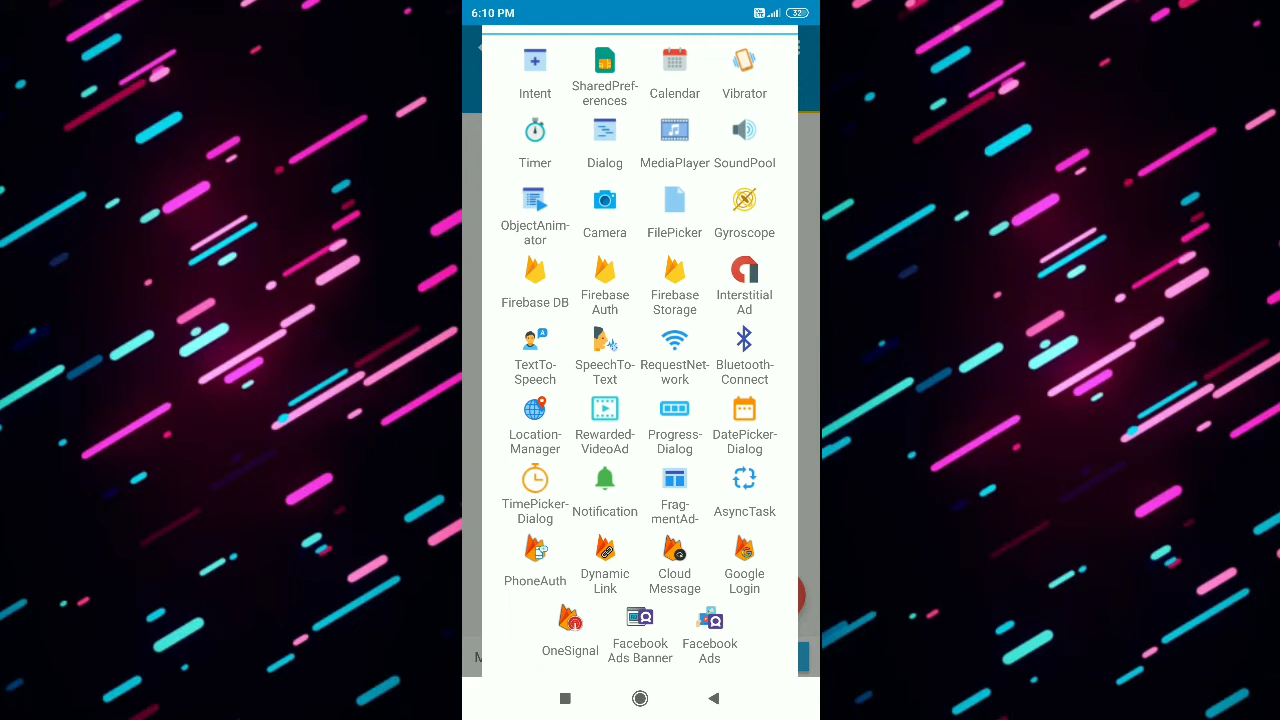 6:10 PM
32
Intent
SharedPref-
erences
Calendar
Vibrator
Timer
Dialog
MediaPlayer
SoundPool
ObjectAnim-
ator
Camera
FilePicker
Gyroscope
Firebase DB
Firebase
Auth
Firebase
Storage
Interstitial
Ad
TextTo-
Speech
SpeechTo-
Text
RequestNet-
work
Bluetooth-
Connect
Location-
Manager
Rewarded-
VideoAd
Progress-
Dialog
DatePicker-
Dialog
TimePicker-
Dialog
Notification
Frag-
mentAd-
AsyncTask
PhoneAuth
Dynamic
Link
Cloud
Message
Google
Login
OneSignal
Facebook
Ads Banner
Facebook
Ads